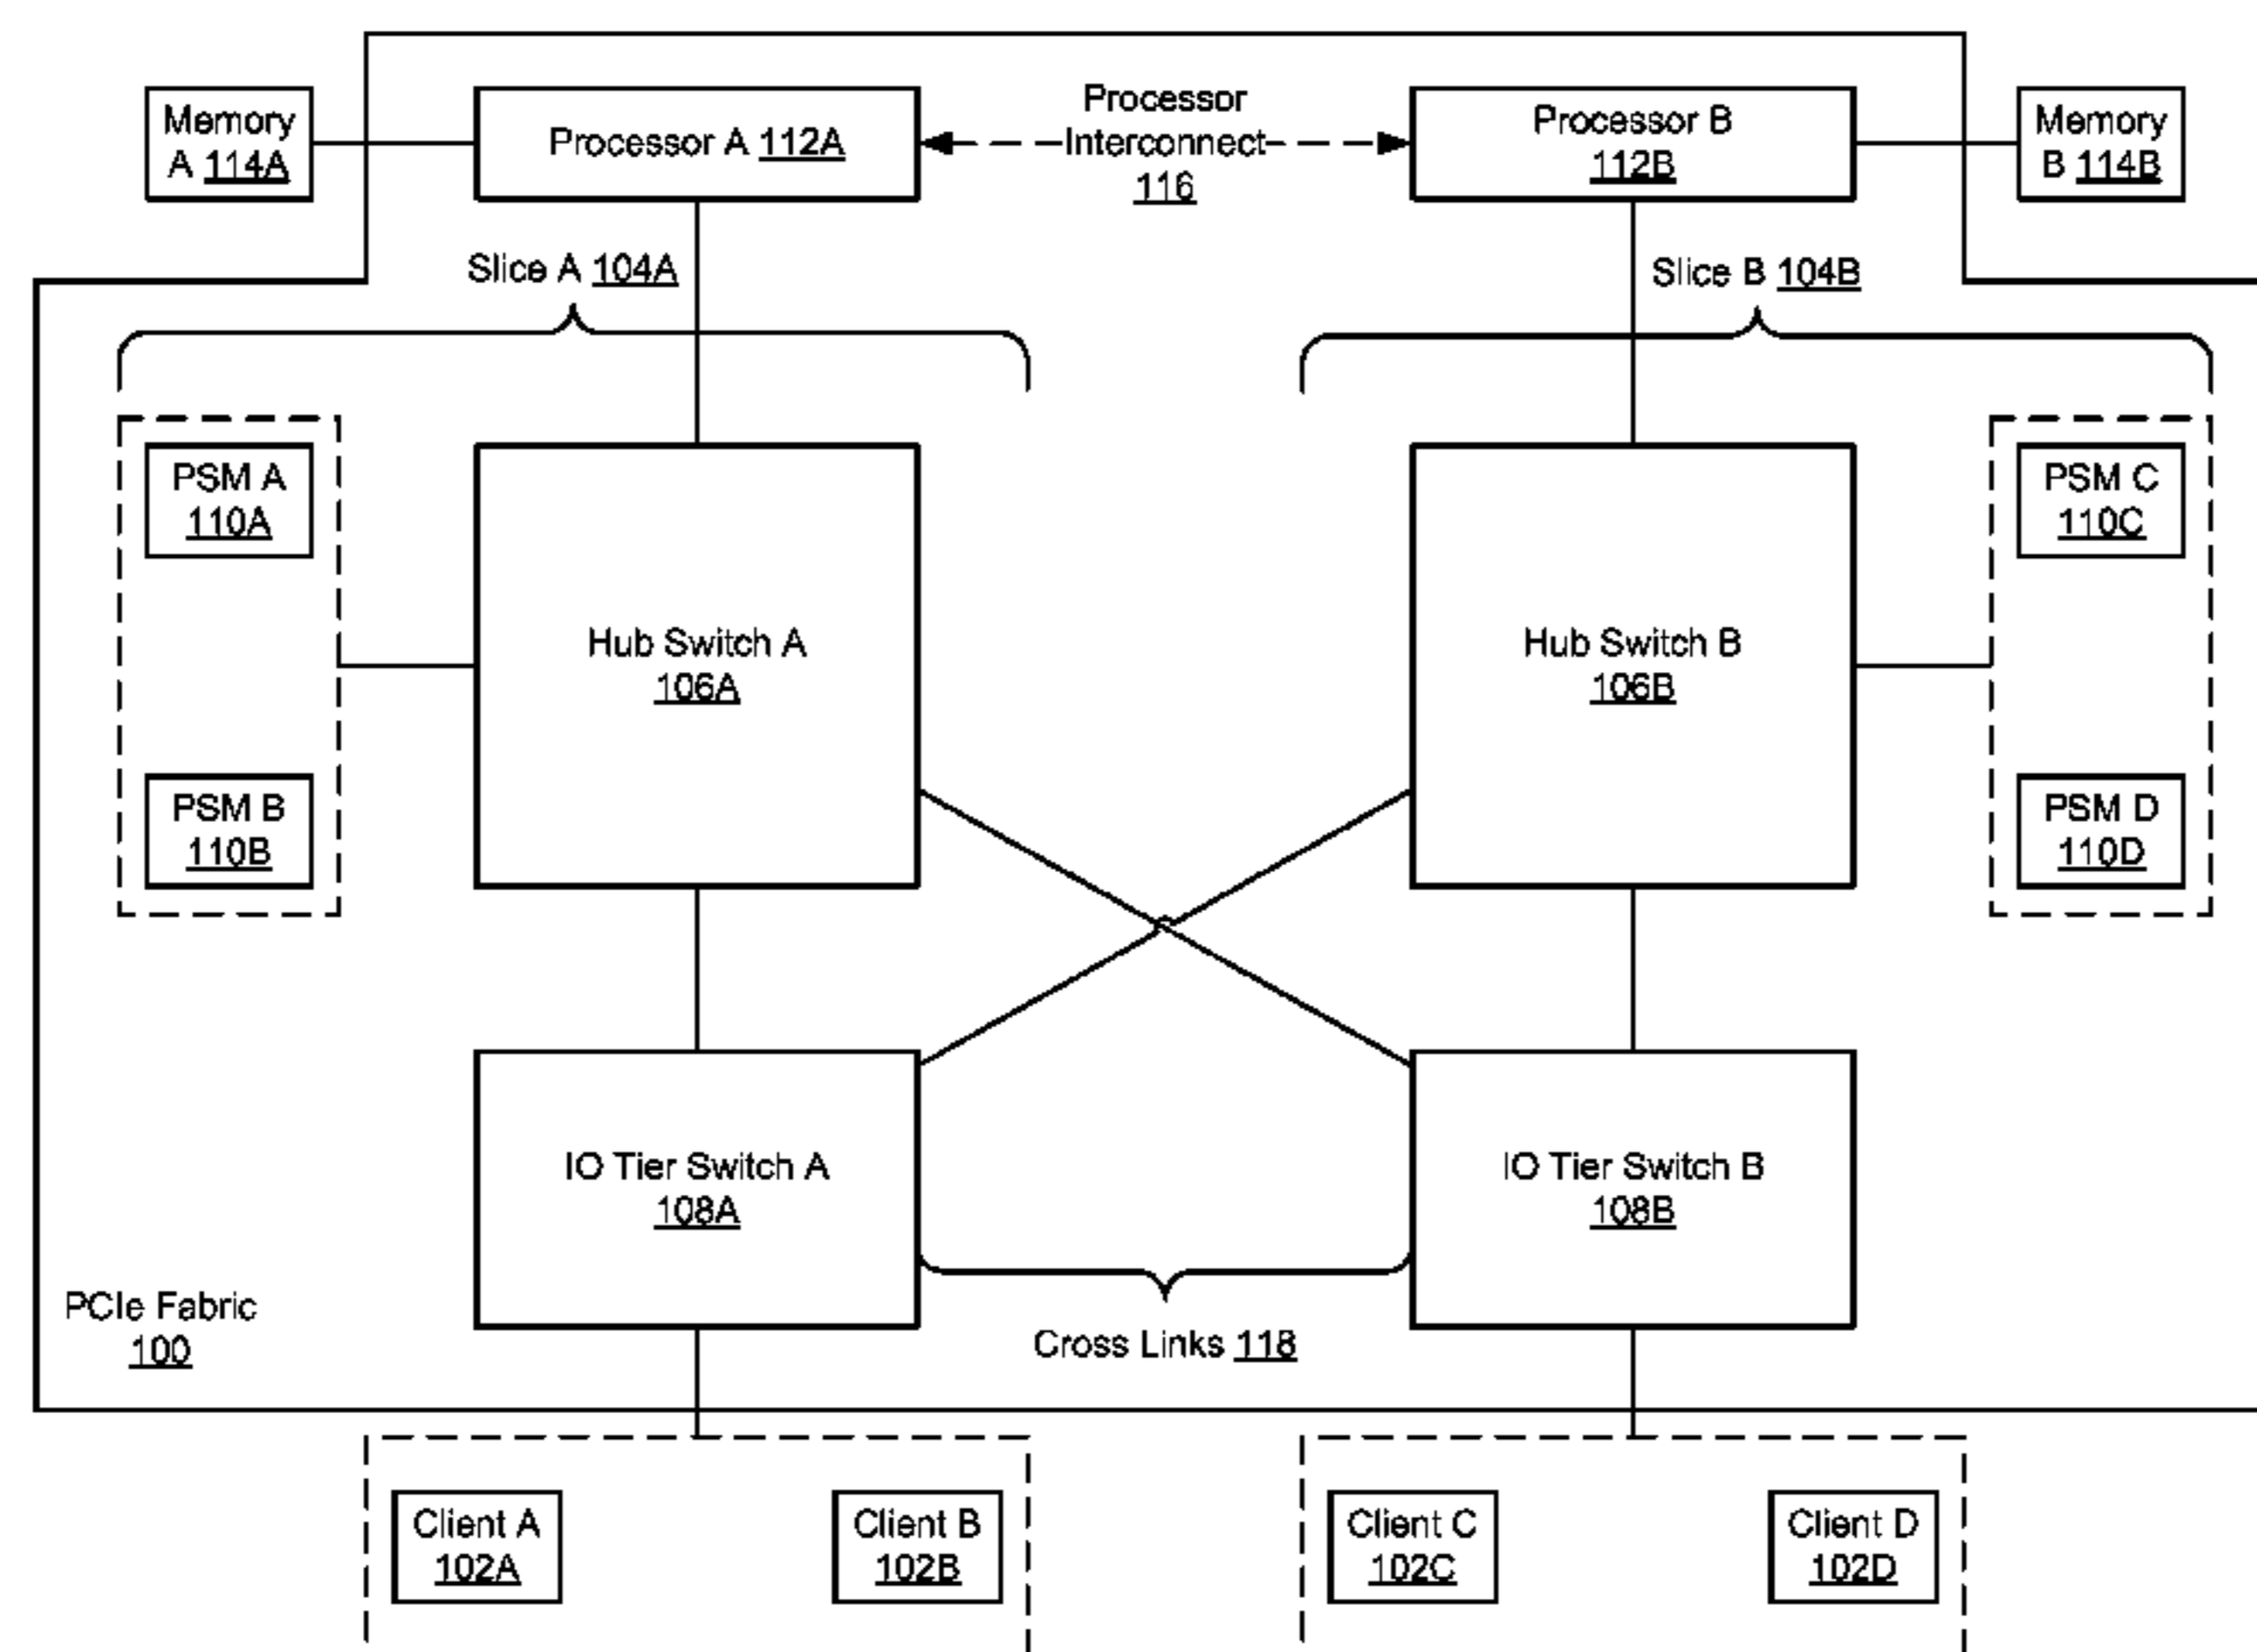 Memory
A 114A
Processor A 112A
Processor
Interconnect
116
Processor B
112B
Memory
B 114B
Slice A 104A
Slice B 104B
PSM A
110A
PSM B
110B
Hub Switch A
106A
Hub Switch B
106B
PSM C
110C
PSM D
110D
IO Tier Switch A
108A
IO Tier Switch B
108B
PCIe Fabric
100
Cross Links 118
Client A
102A
Client B
102B
Client C
102C
Client D
102D